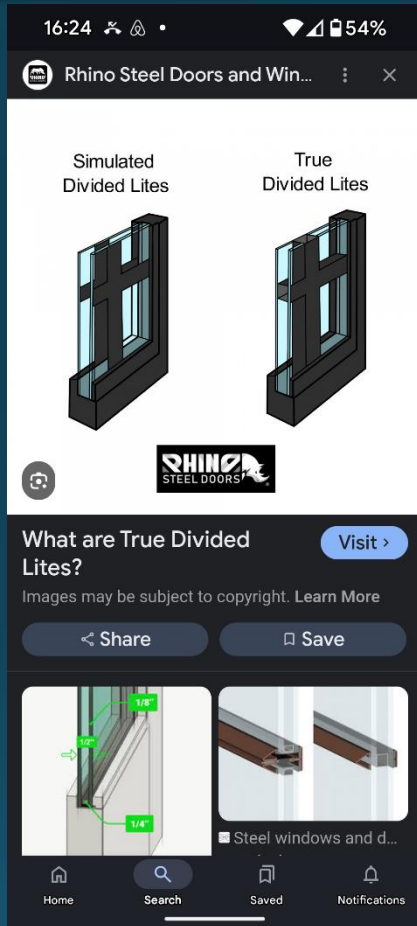 16:24
54%
Rhino Steel Doors and Win...
Simulated
Divided Lites
True
Divided Lites
RHINO
STEEL DOORS
What are True Divided
Lites?
Visit >
Images may be subject to copyright. Learn More
Share
Save
1/8"
1/2"
1/4"
Steel windows and d...
Home
Search
Saved
Notifications